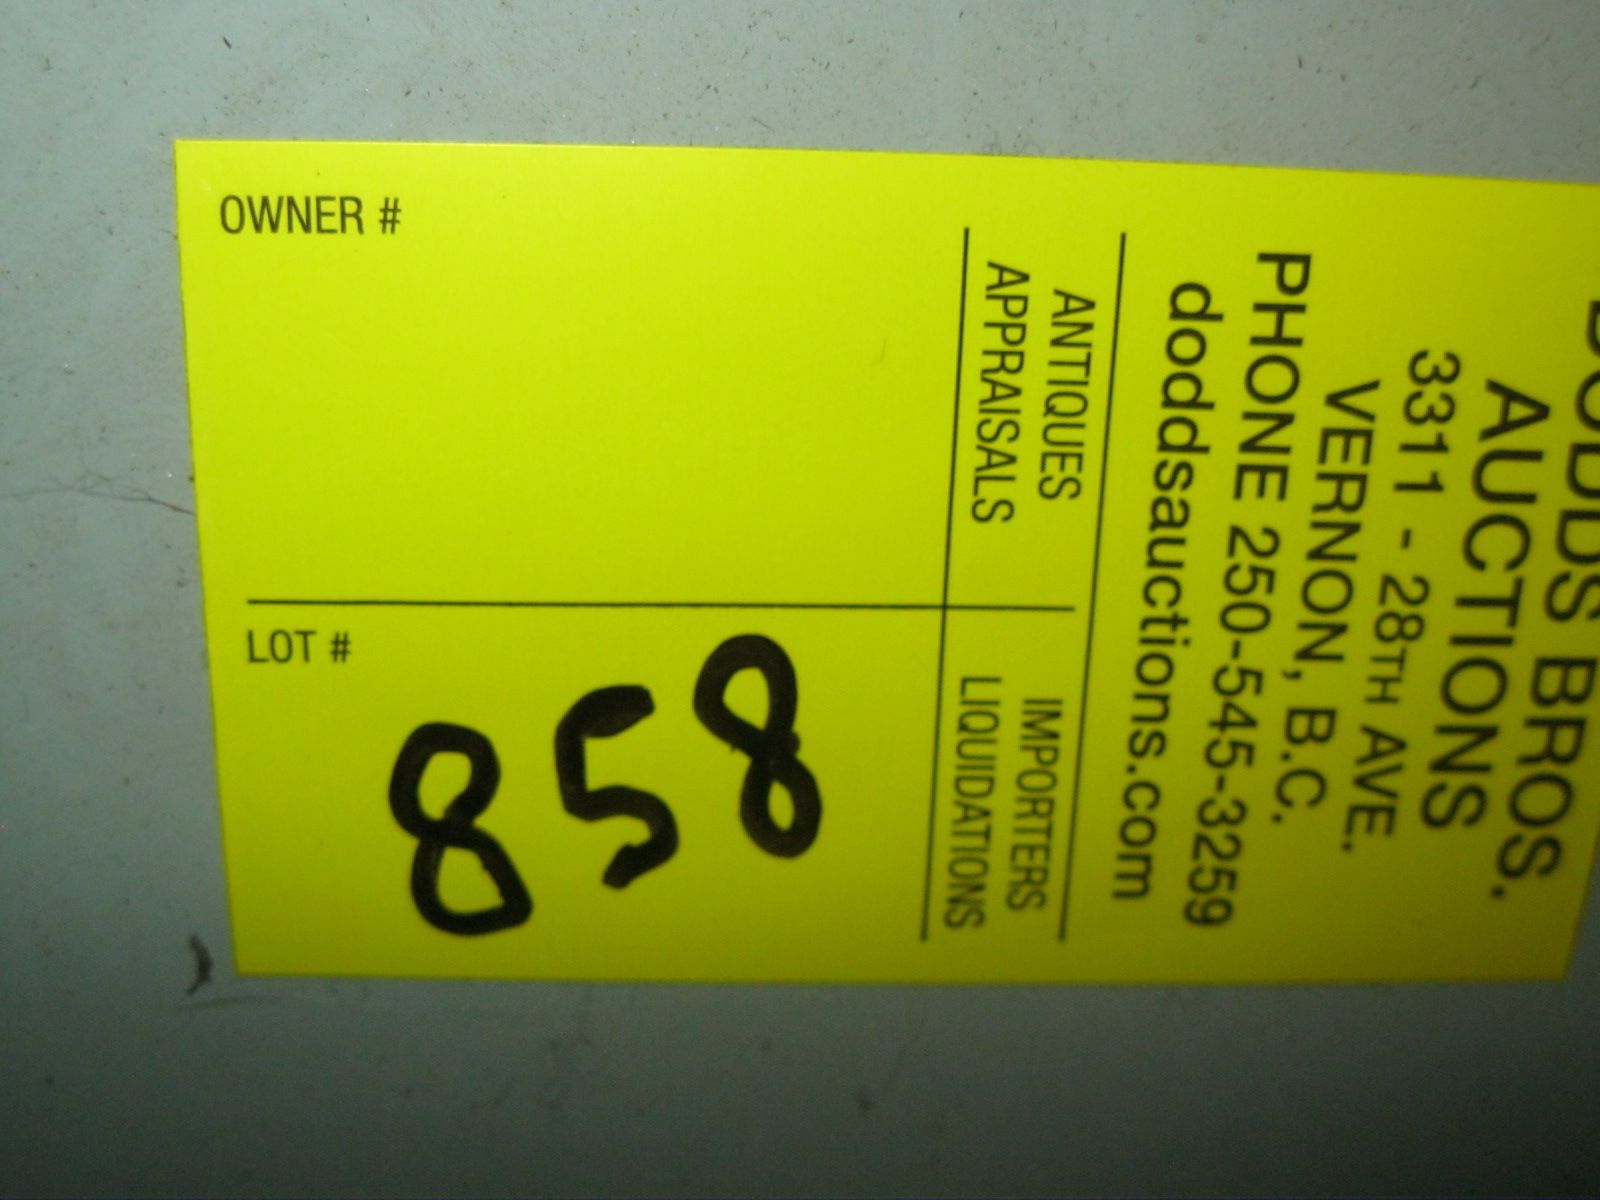 DODDS BROS.
AUCTIONS
3311 - 28TH AVE.
VERNON, B.C.
PHONE 250-545-3259
doddsauctions.com
ANTIQUES
APPRAISALS
IMPORTERS
LIQUIDATIONS
OWNER #
LOT #
858